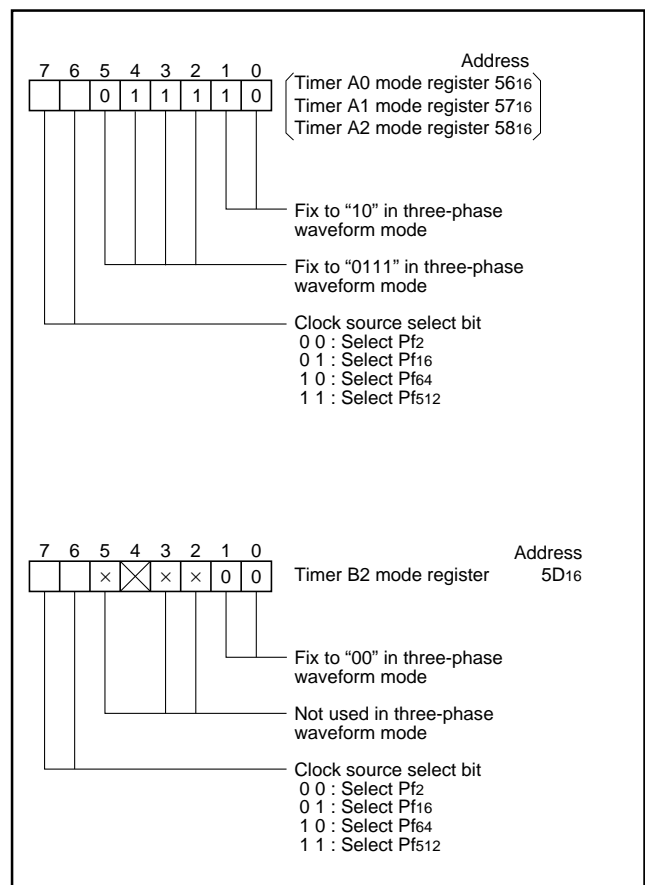 Address
7 6 5 4 3 2 1 0
0 1 1 1 1 0
Timer A0 mode register 5616
Timer A1 mode register 5716
Timer A2 mode register 5816
Fix to “10” in three-phase
waveform mode
Fix to “0111” in three-phase
waveform mode
Clock source select bit
0 0 : Select Pf2
0 1 : Select Pf16
1 0 : Select Pf64
1 1 : Select Pf512
7 6 5 4 3 2 1 0
Address
× × × 0 0
Timer B2 mode register 5D16
Fix to “00” in three-phase
waveform mode
Not used in three-phase
waveform mode
Clock source select bit
0 0 : Select Pf2
0 1 : Select Pf16
1 0 : Select Pf64
1 1 : Select Pf512